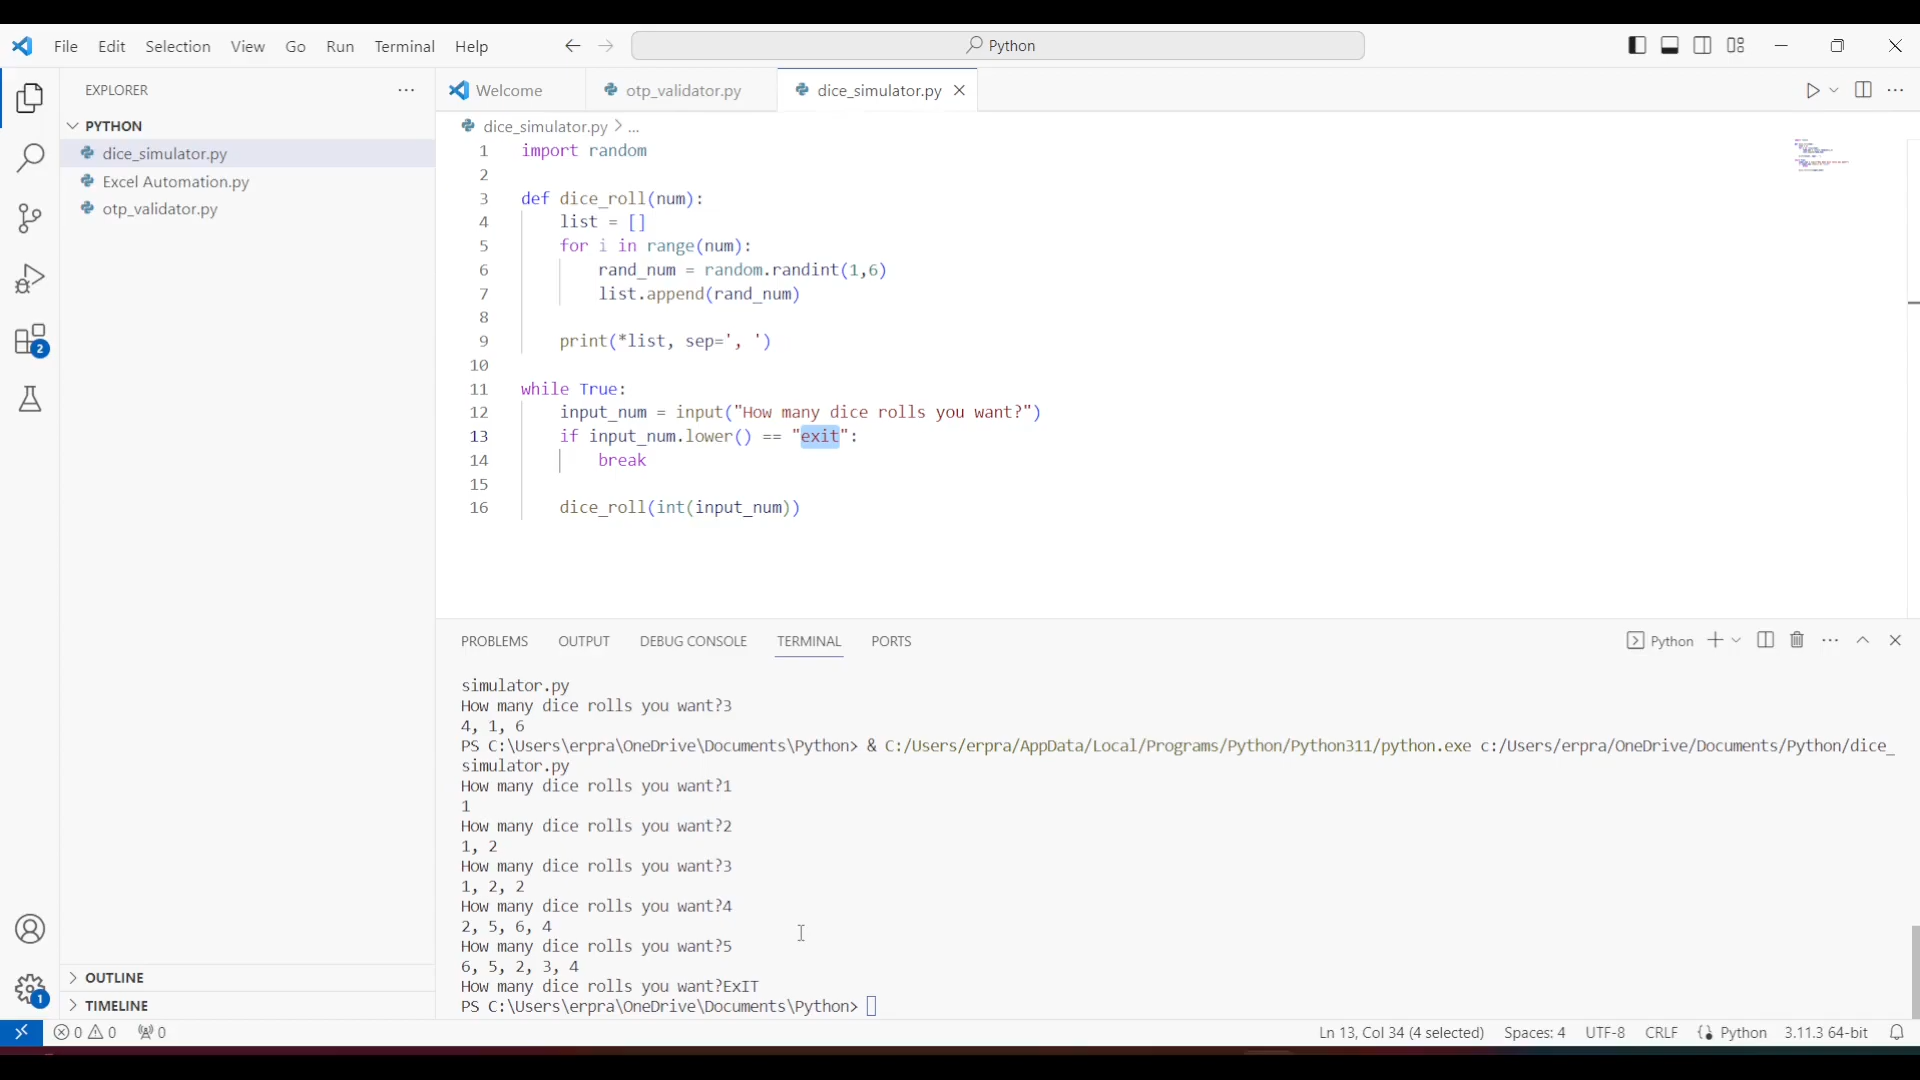 File Edit Selection View Go Run Terminal Help
Python
EXPLORER
PYTHON
dice_simulator.py
Excel Automation.py
otp_validator.py
OUTLINE
TIMELINE
2
1
Welcome
otp_validator.py
dice_simulator.py
dice_simulator.py > ...
1 import random
2
3 def dice_roll(num):
4 list = []
5 for i in range(num):
6 rand_num = random.randint(1,6)
7 list.append(rand_num)
8
9 print(*list, sep=', ')
10
11 while True:
12 input_num = input("How many dice rolls you want?")
13 if input_num.lower() == "exit":
14 break
15
16 dice_roll(int(input_num))
PROBLEMS OUTPUT DEBUG CONSOLE TERMINAL PORTS
Python
simulator.py
How many dice rolls you want?3
4, 1, 6
PS C:\Users\erpra\OneDrive\Documents\Python> & C:/Users/erpra/AppData/Local/Programs/Python/Python311/python.exe c:/Users/erpra/OneDrive/Documents/Python/dice_
simulator.py
How many dice rolls you want?1
1
How many dice rolls you want?2
1, 2
How many dice rolls you want?3
1, 2, 2
How many dice rolls you want?4
2, 5, 6, 4
How many dice rolls you want?5
6, 5, 2, 3, 4
How many dice rolls you want?ExIT
PS C:\Users\erpra\OneDrive\Documents\Python>
0 0 0 Ln 13, Col 34 (4 selected) Spaces: 4 UTF-8 CRLF Python 3.11.3 64-bit